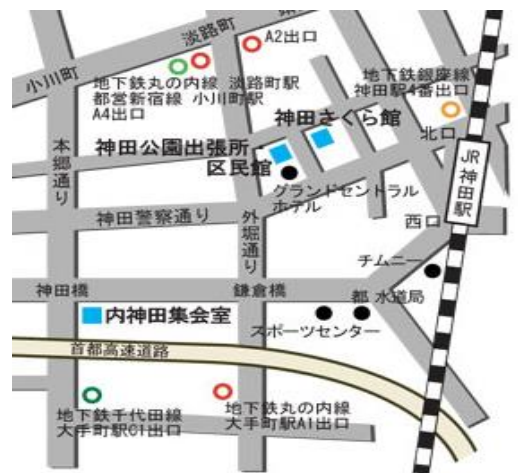 淡路町
A2出口
小川町
地下鉄丸の内線 淡路町駅
都営新宿線 小川町駅
A4出口
地下鉄銀座線
神田駅4番出口
北口
神田さくら館
神田公園出張所・
区民館
グランドセントラル
ホテル
本郷通り
外堀通り
神田警察通り
JR神田駅
西口
チムニー
神田橋
鎌倉橋
都 水道局
内神田集会室
スポーツセンター
首都高速道路
地下鉄千代田線
大手町駅C1出口
地下鉄丸の内線
大手町駅A1出口